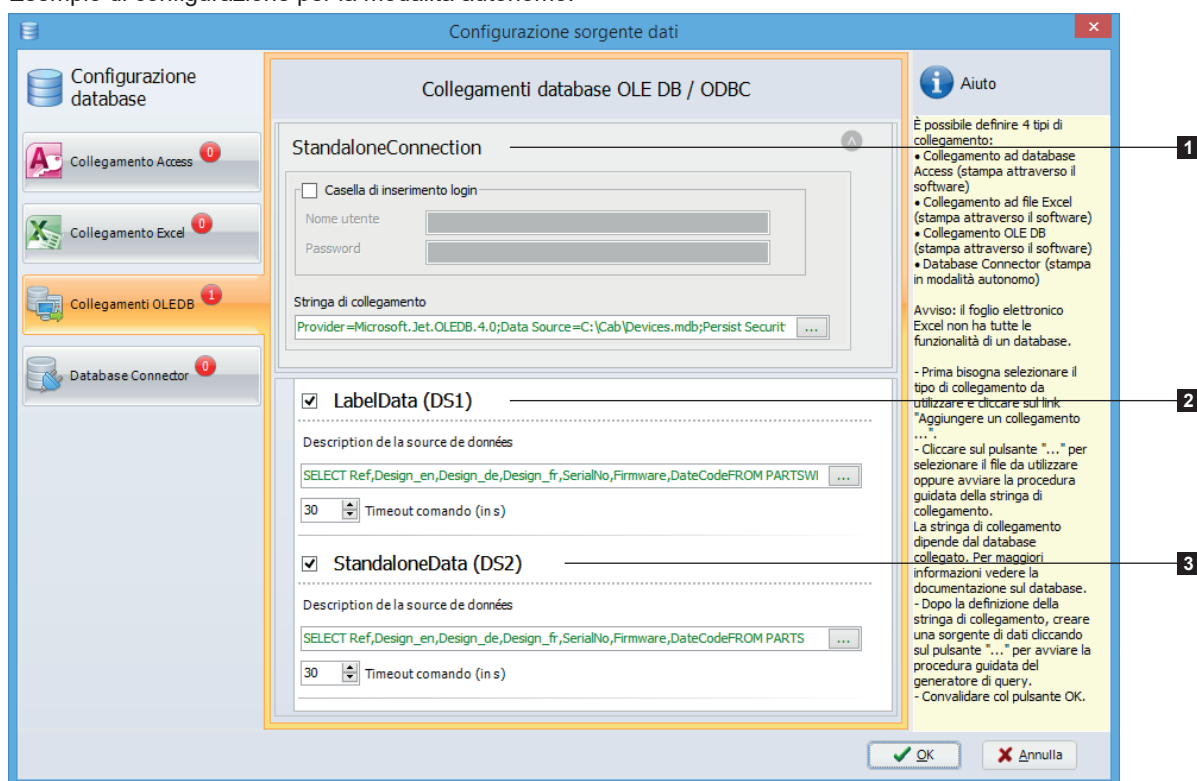 Esempio di configurazione per la modalità autonomo:
Configurazione sorgente dati
Configurazione
database
Collegamento Access 0
Collegamento Excel 0
Collegamenti OLEDB 1
Database Connector 0
Collegamenti database OLE DB / ODBC
StandaloneConnection
1
Casella di inserimento login
Nome utente
Password
Stringa di collegamento
Provider=Microsoft.Jet.OLEDB.4.0;Data Source=C:\Cab\Devices.mdb;Persist Securit
...
LabelData (DS1)
2
Description de la source de données
SELECT Ref,Design_en,Design_de,Design_fr,SerialNo,Firmware,DateCodeFROM PARTSWI
...
30 Timeout comando (in s)
StandaloneData (DS2)
3
Description de la source de données
SELECT Ref,Design_en,Design_de,Design_fr,SerialNo,Firmware,DateCodeFROM PARTS
...
30 Timeout comando (in s)
Aiuto
È possibile definire 4 tipi di
collegamento:
• Collegamento ad database
Access (stampa attraverso il
software)
• Collegamento ad file Excel
(stampa attraverso il software)
• Collegamento OLE DB
(stampa attraverso il software)
• Database Connector (stampa
in modalità autonomo)
Avviso: il foglio elettronico
Excel non ha tutte le
funzionalità di un database.
- Prima bisogna selezionare il
tipo di collegamento da
utilizzare e cliccare sul link
"Aggiungere un collegamento
...".
- Cliccare sul pulsante "..." per
selezionare il file da utilizzare
oppure avviare la procedura
guidata della stringa di
collegamento.
La stringa di collegamento
dipende dal database
collegato. Per maggiori
informazioni vedere la
documentazione sul database.
- Dopo la definizione della
stringa di collegamento, creare
una sorgente di dati cliccando
sul pulsante "..." per avviare la
procedura guidata del
generatore di query.
- Convalidare col pulsante OK.
OK
Annulla